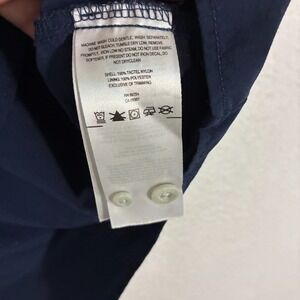 MACHINE WASH COLD GENTLE, WASH SEPARATELY.
DO NOT BLEACH, TUMBLE DRY LOW, REMOVE
PROMPTLY, IRON NO STEAM, DO NOT USE FABRIC
SOFTENER, IF PRESENT DO NOT IRON DECAL, DO
NOT DRYCLEAN
SHELL: 100% TACTEL NYLON
LINING: 100% POLYESTER
EXCLUSIVE OF TRIMMING